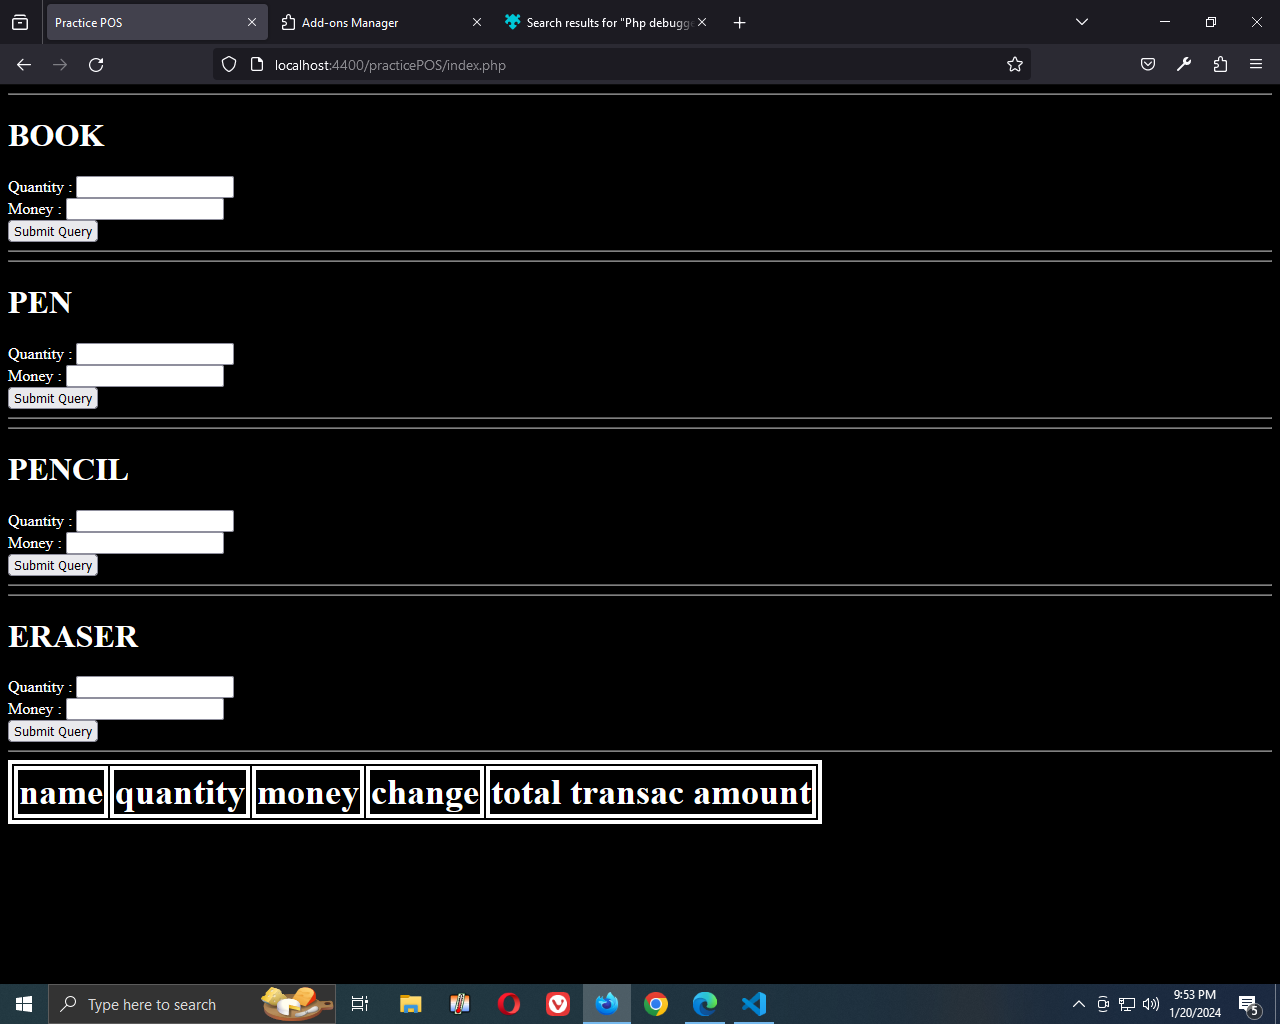 Practice POS
Add-ons Manager
Search results for "Php debugge
localhost:4400/practicePOS/index.php
BOOK
Quantity :
Money :
Submit Query
PEN
Quantity :
Money :
Submit Query
PENCIL
Quantity :
Money :
Submit Query
ERASER
Quantity :
Money :
Submit Query
name quantity money change total transac amount
Type here to search
9:53 PM
1/20/2024
5